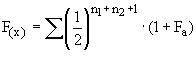 F(x) = ∑(1/2)^(n₁ + n₂ + 1) · (1 + Fₐ)